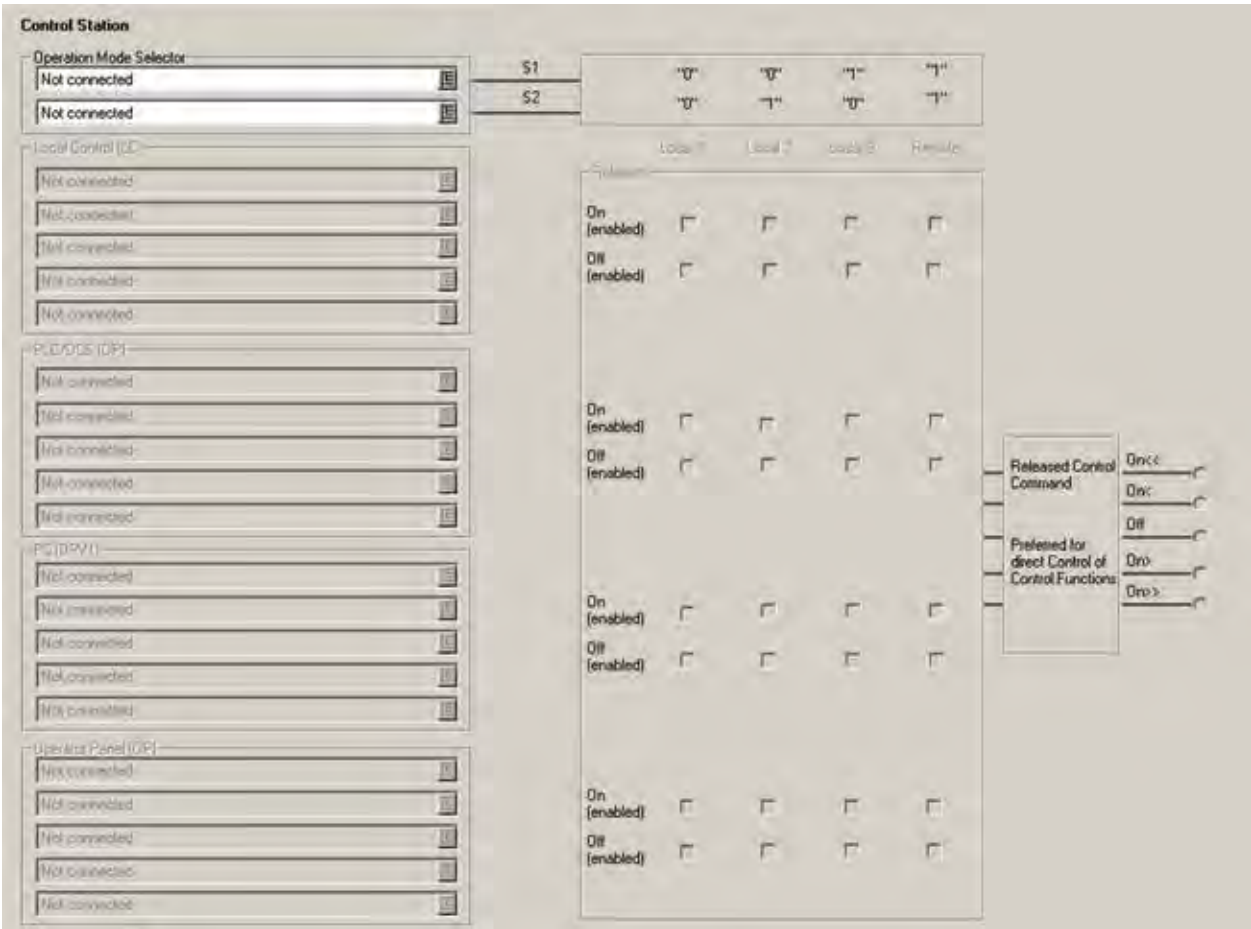 Control Station
Operation Mode Selector
Not connected
Not connected
S1 "0" "0" "1" "1"
S2 "0" "1" "0" "1"
Local Control
Local 2 Remote
Not connected
Not connected
Not connected
Not connected
Not connected
On (enabled)
Off (enabled)
PLC/DCS [DP]
Not connected
Not connected
Not connected
Not connected
Not connected
On (enabled)
Off (enabled)
PC [DPV1]
Not connected
Not connected
Not connected
Not connected
Not connected
On (enabled)
Off (enabled)
Operator Panel [OP]
Not connected
Not connected
Not connected
Not connected
Not connected
On (enabled)
Off (enabled)
Released Control
Command
Preferred for
direct Control of
Control Functions
On<<
On<
Off
On>
On>>